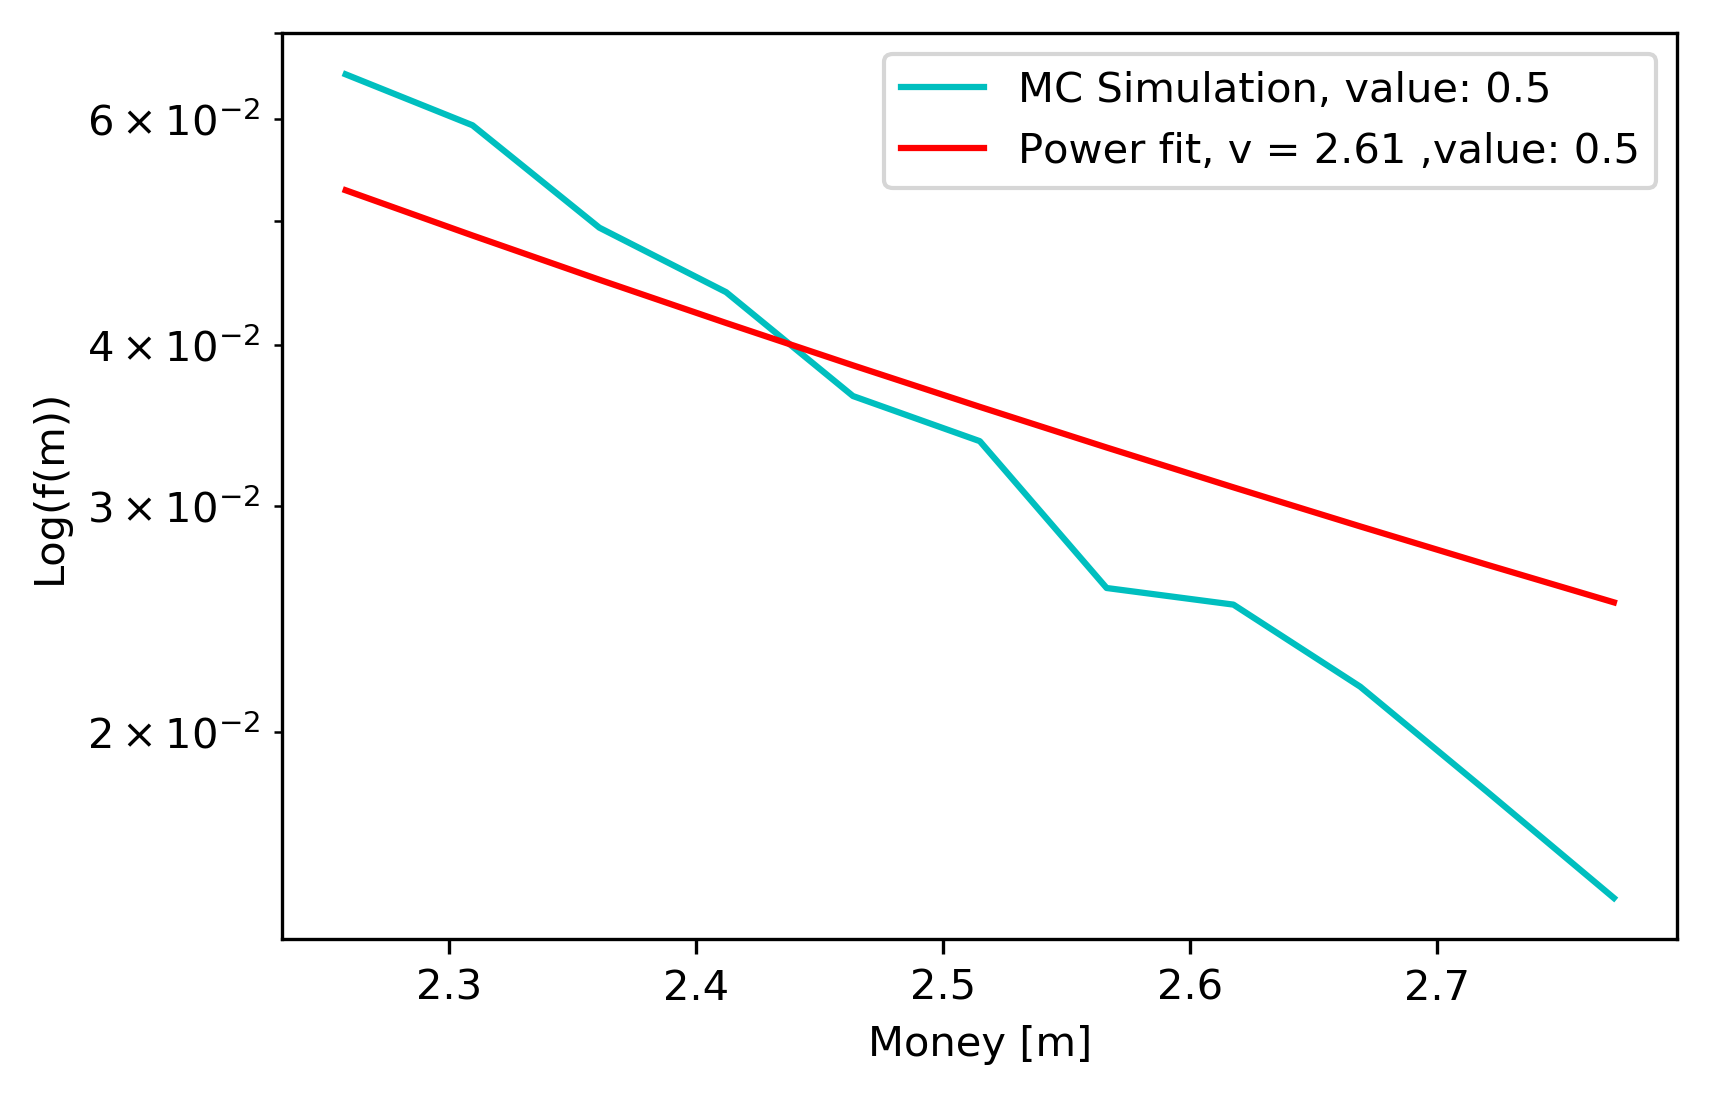 MC Simulation, value: 0.5
Power fit, v = 2.61 ,value: 0.5
Log(f(m))
6 × 10⁻²
4 × 10⁻²
3 × 10⁻²
2 × 10⁻²
2.3 2.4 2.5 2.6 2.7
Money [m]